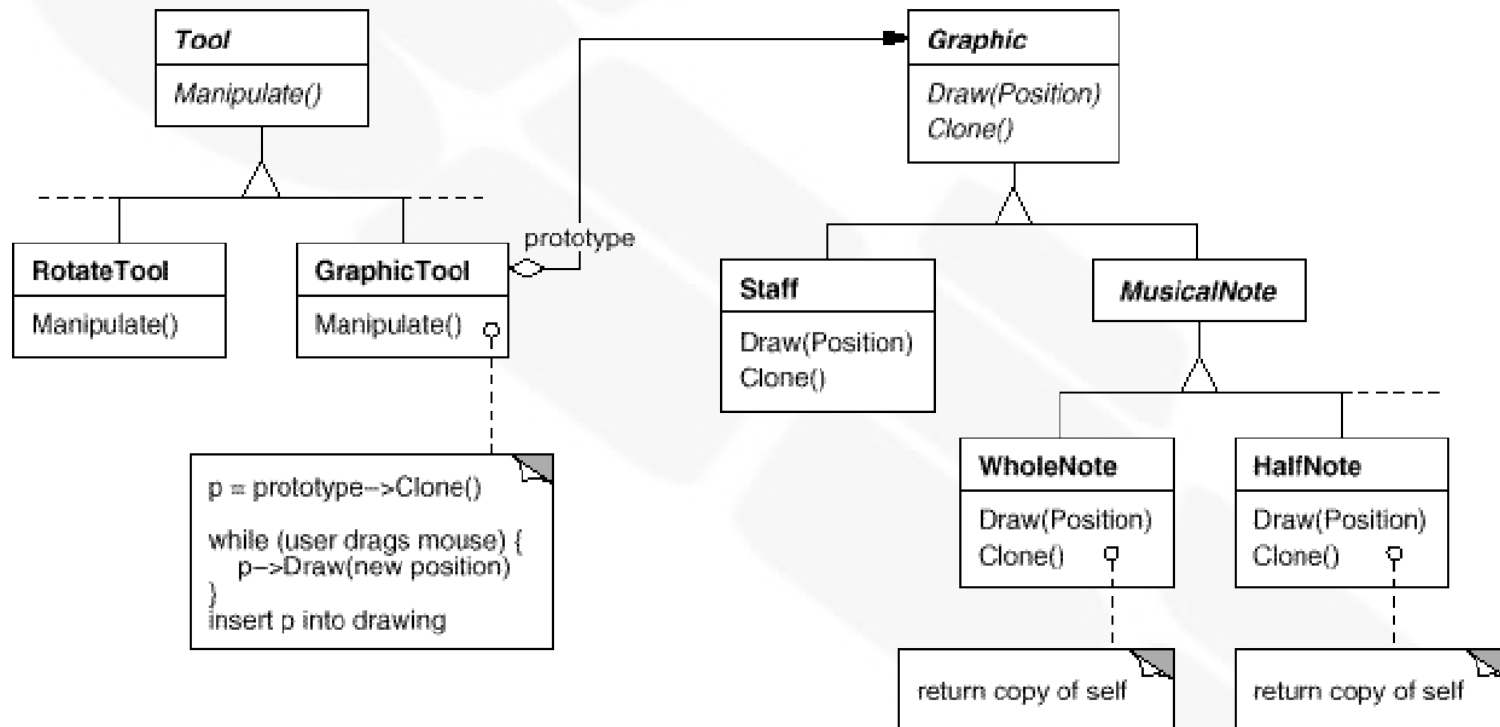 Tool
Manipulate()
Graphic
Draw(Position)
Clone()
prototype
RotateTool
Manipulate()
GraphicTool
Manipulate()
Staff
Draw(Position)
Clone()
MusicalNote
p = prototype–>Clone()
while (user drags mouse) {
p–>Draw(new position)
}
insert p into drawing
WholeNote
Draw(Position)
Clone()
HalfNote
Draw(Position)
Clone()
return copy of self
return copy of self